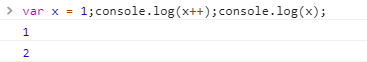 > var x = 1;console.log(x++);console.log(x);
1
2